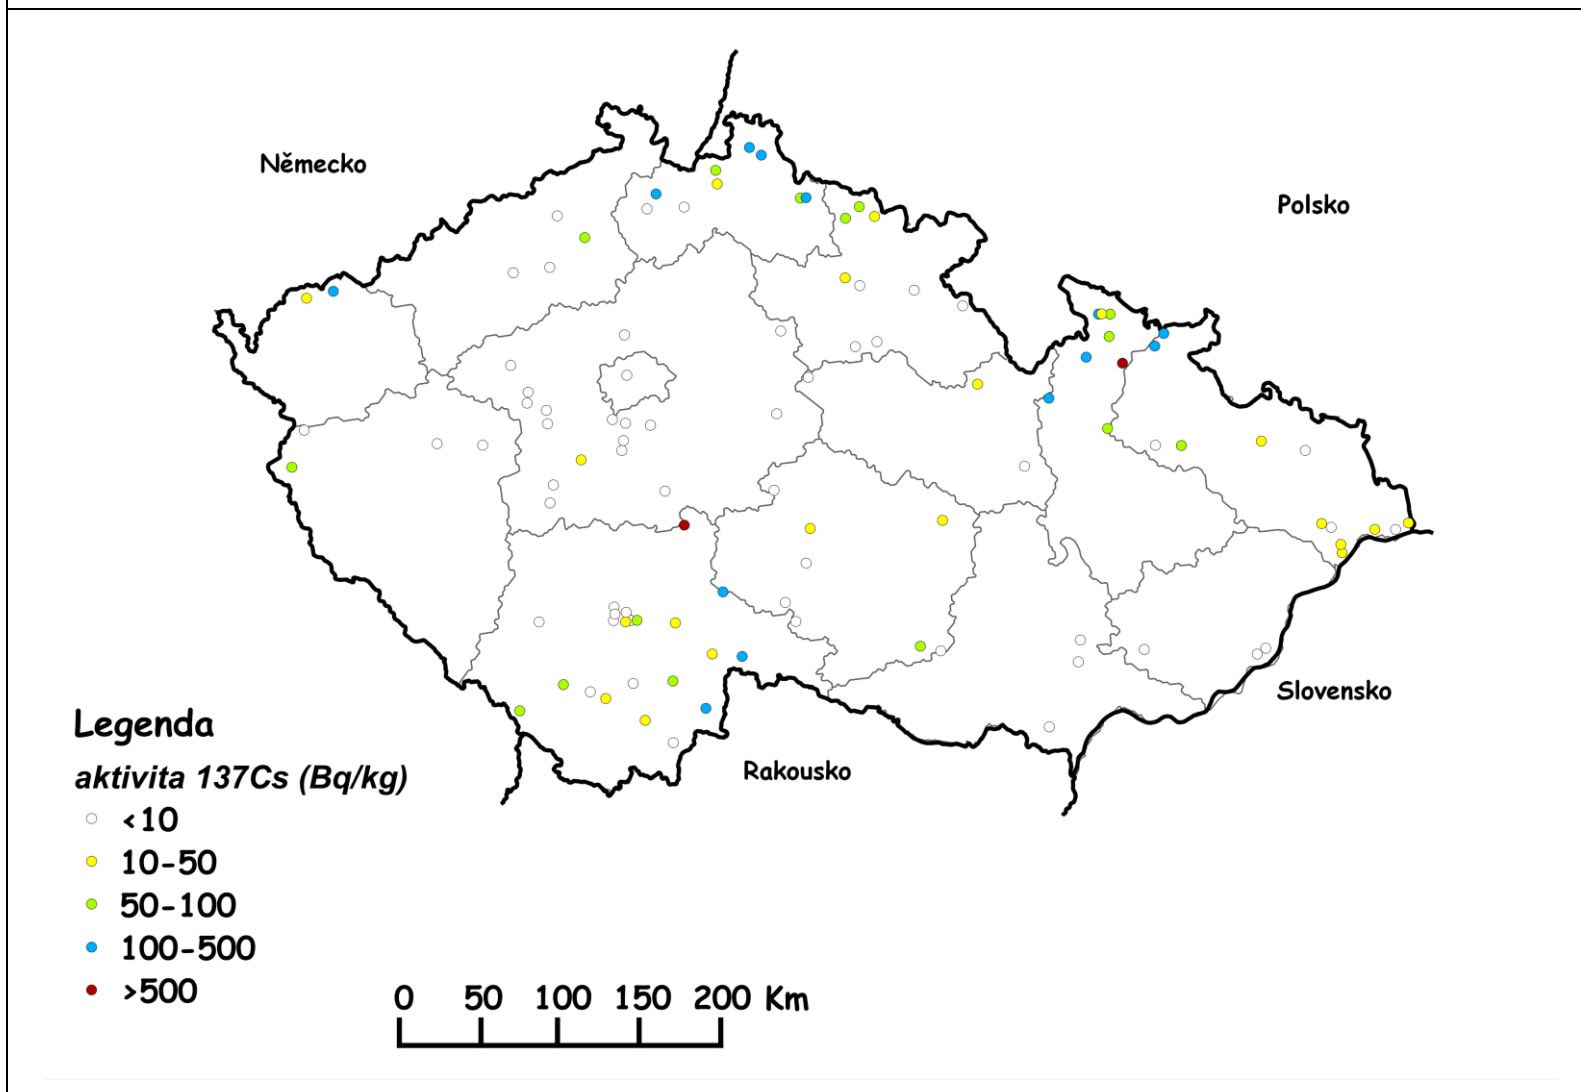 Německo
Polsko
Slovensko
Rakousko
Legenda
aktivita 137Cs (Bq/kg)
<10
10-50
50-100
100-500
>500
0 50 100 150 200 Km